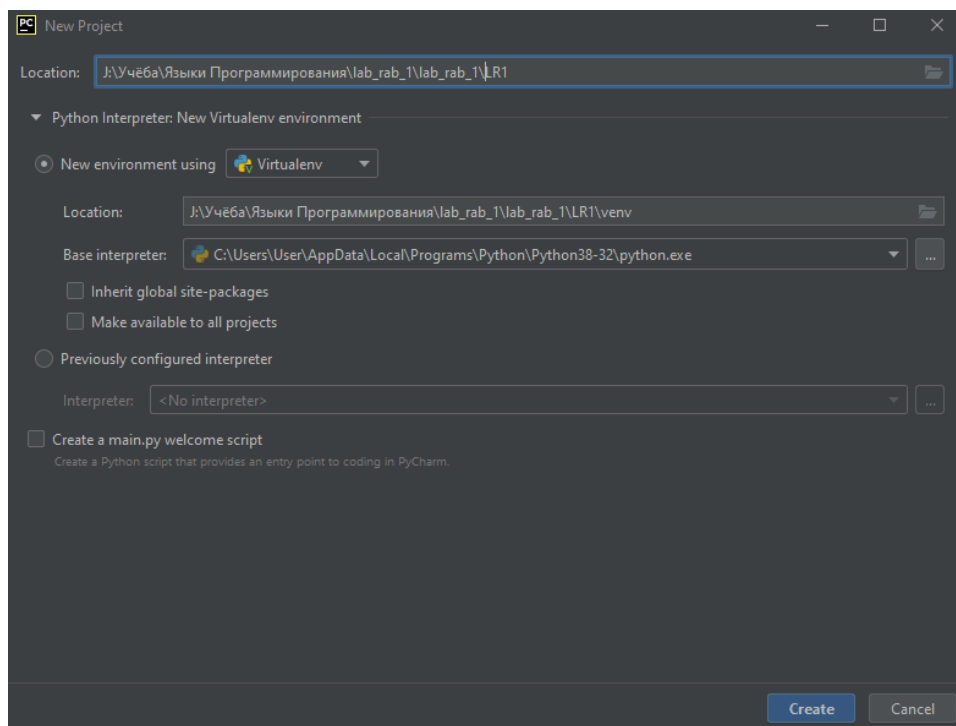 PC New Project
Location: J:\Учёба\Языки Программирования\lab_rab_1\lab_rab_1\LR1
Python Interpreter: New Virtualenv environment
New environment using Virtualenv
Location: J:\Учёба\Языки Программирования\lab_rab_1\lab_rab_1\LR1\venv
Base interpreter: C:\Users\User\AppData\Local\Programs\Python\Python38-32\python.exe ...
Inherit global site-packages
Make available to all projects
Previously configured interpreter
Interpreter: <No interpreter> ...
Create a main.py welcome script
Create a Python script that provides an entry point to coding in PyCharm.
Create Cancel